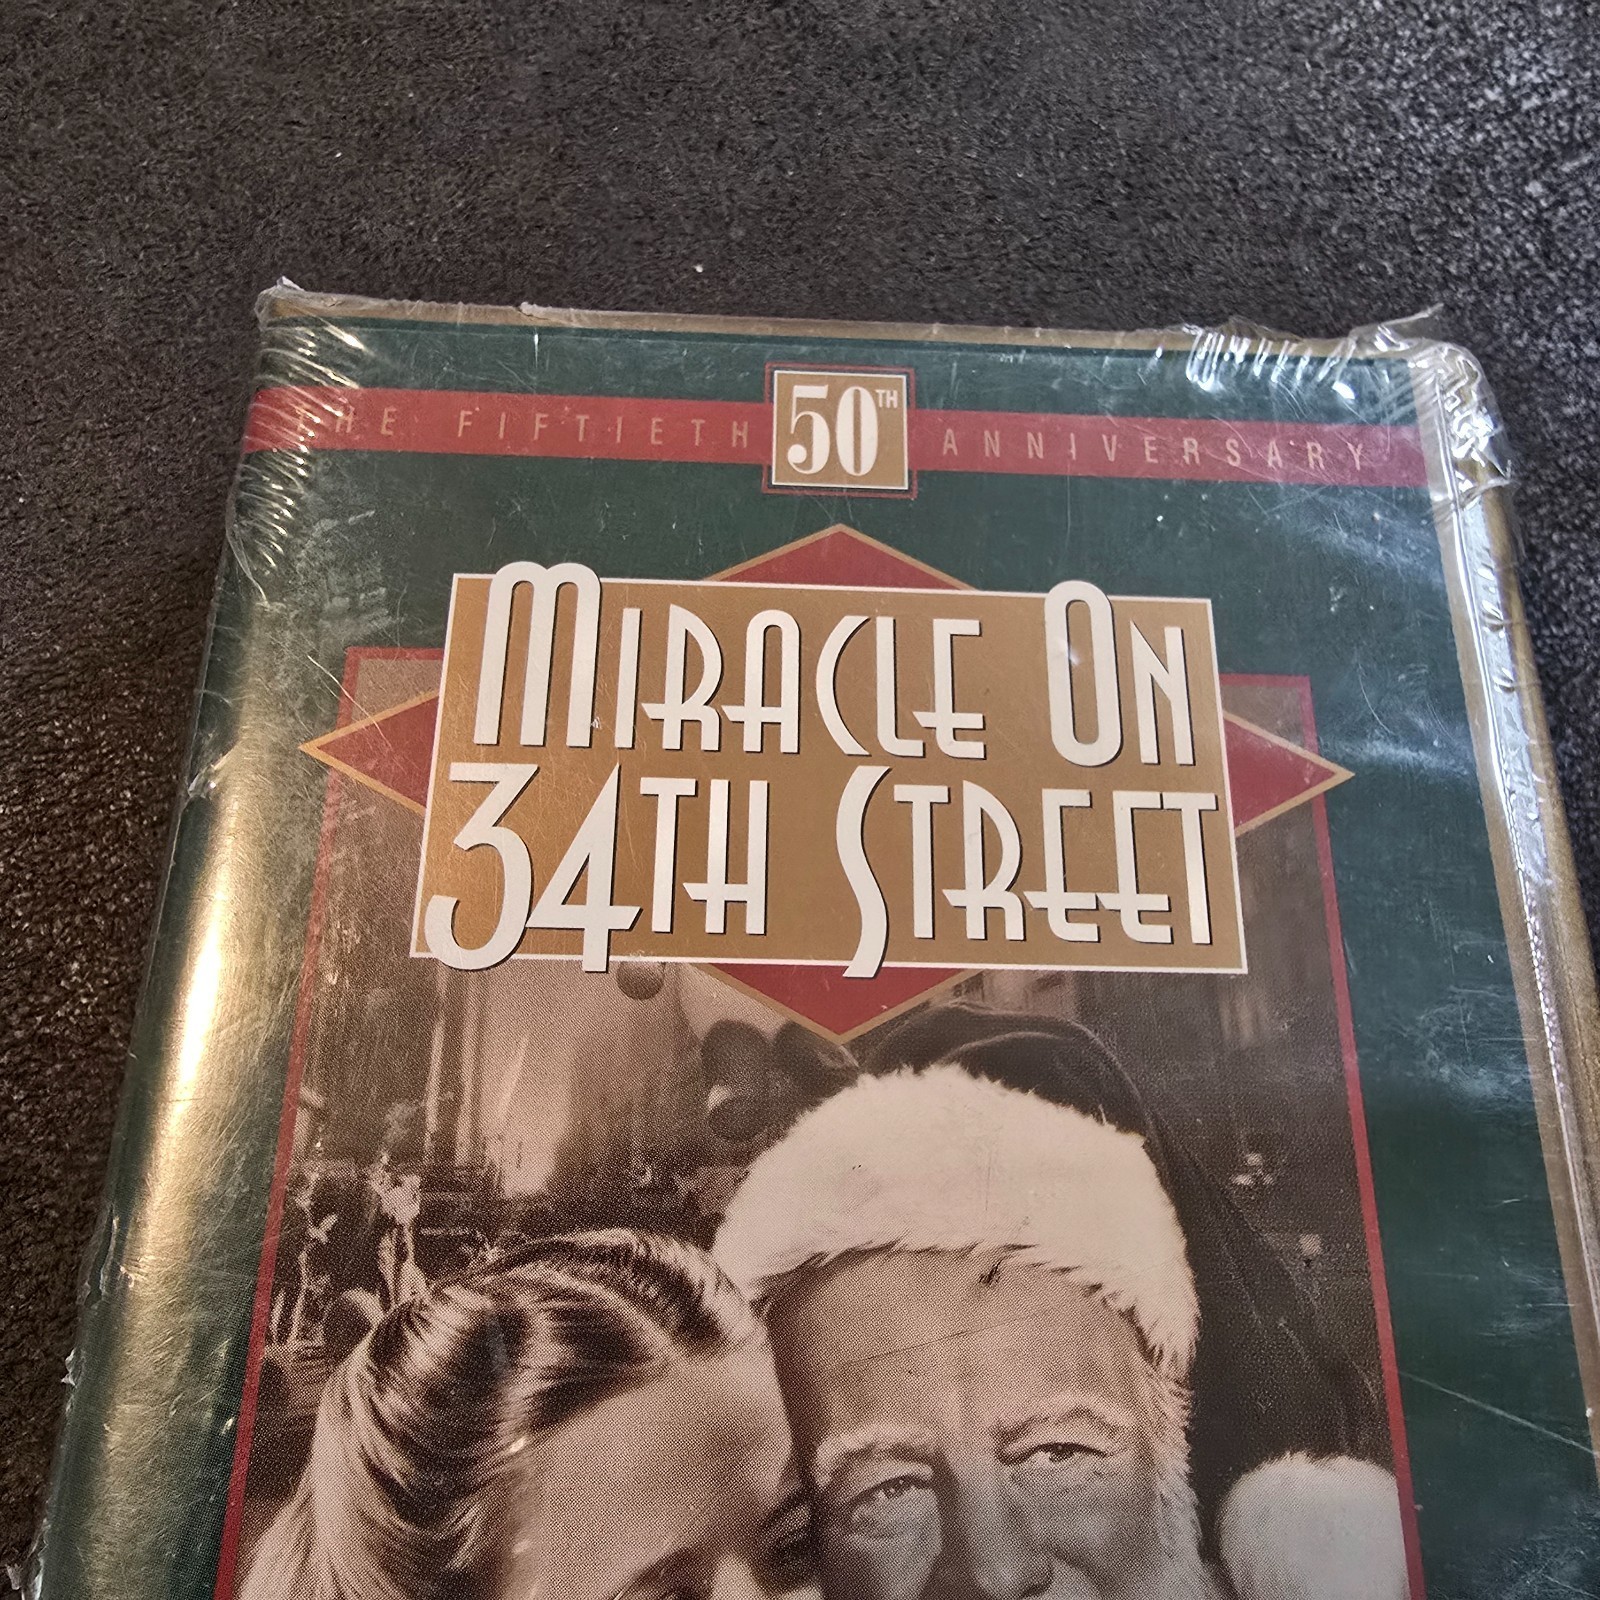 THE FIFTIETH 50TH ANNIVERSARY
MIRACLE ON
34TH STREET